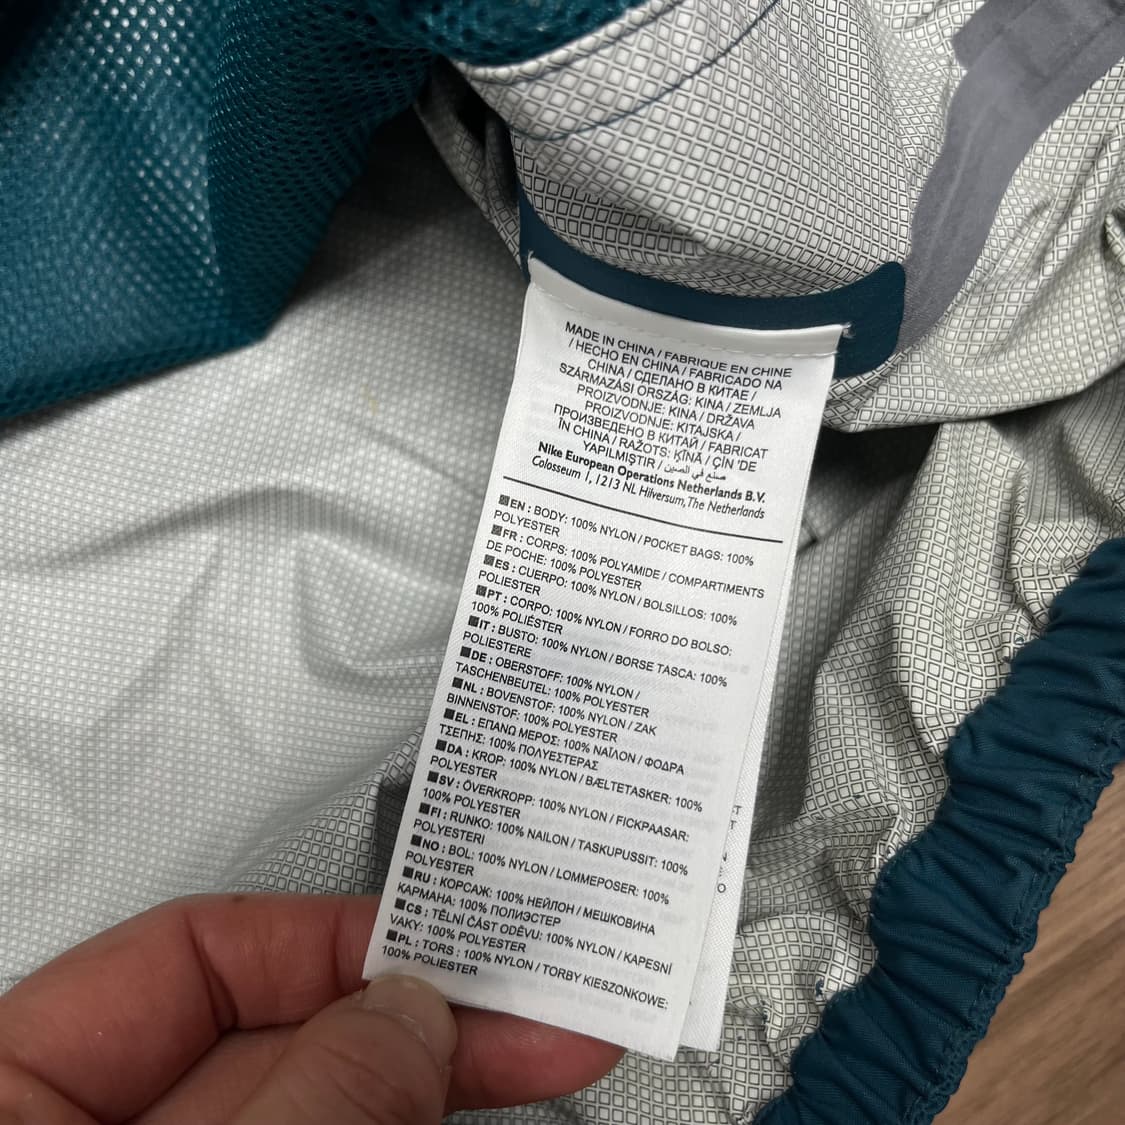 MADE IN CHINA / FABRIQUE EN CHINE
/ HECHO EN CHINA / FABRICADO NA
CHINA / СДЕЛАНО В КИТАЕ /
SZÁRMAZÁSI ORSZÁG: KINA / ZEMLJA
PROIZVODNJE: KINA / DRŽAVA
PROIZVODNJE: KITAJSKA /
ПРОИЗВЕДЕНО В КИТАЙ / FABRICAT
ÎN CHINA / RAŽOTS: ĶĪNĀ / ÇİN 'DE
YAPILMIŞTIR / صنع في الصين
Nike European Operations Netherlands B.V.
Colosseum 1, 1213 NL Hilversum, The Netherlands
EN : BODY: 100% NYLON / POCKET BAGS: 100%
POLYESTER
FR : CORPS: 100% POLYAMIDE / COMPARTIMENTS
DE POCHE: 100% POLYESTER
ES : CUERPO: 100% NYLON / BOLSILLOS: 100%
POLIESTER
PT : CORPO: 100% NYLON / FORRO DO BOLSO:
100% POLIÉSTER
IT : BUSTO: 100% NYLON / BORSE TASCA: 100%
POLIESTERE
DE : OBERSTOFF: 100% NYLON /
TASCHENBEUTEL: 100% POLYESTER
NL : BOVENSTOF: 100% NYLON / ZAK
BINNENSTOF: 100% POLYESTER
EL : ΕΠΑΝΩ ΜΕΡΟΣ: 100% ΝΑΪΛΟΝ / ΦΟΔΡΑ
ΤΣΕΠΗΣ: 100% ΠΟΛΥΕΣΤΕΡΑΣ
DA : KROP: 100% NYLON / BÆLTETASKER: 100%
POLYESTER
SV : ÖVERKROPP: 100% NYLON / FICKPAASAR:
100% POLYESTER
FI : RUNKO: 100% NAILON / TASKUPUSSIT: 100%
POLYESTERI
NO : BOL: 100% NYLON / LOMMEPOSER: 100%
POLYESTER
RU : КОРСАЖ: 100% НЕЙЛОН / МЕШКОВИНА
КАРМАНА: 100% ПОЛИЭСТЕР
CS : TĚLNÍ ČÁST ODĚVU: 100% NYLON / KAPESNÍ
VAKY: 100% POLYESTER
PL : TORS : 100% NYLON / TORBY KIESZONKOWE:
100% POLIESTER